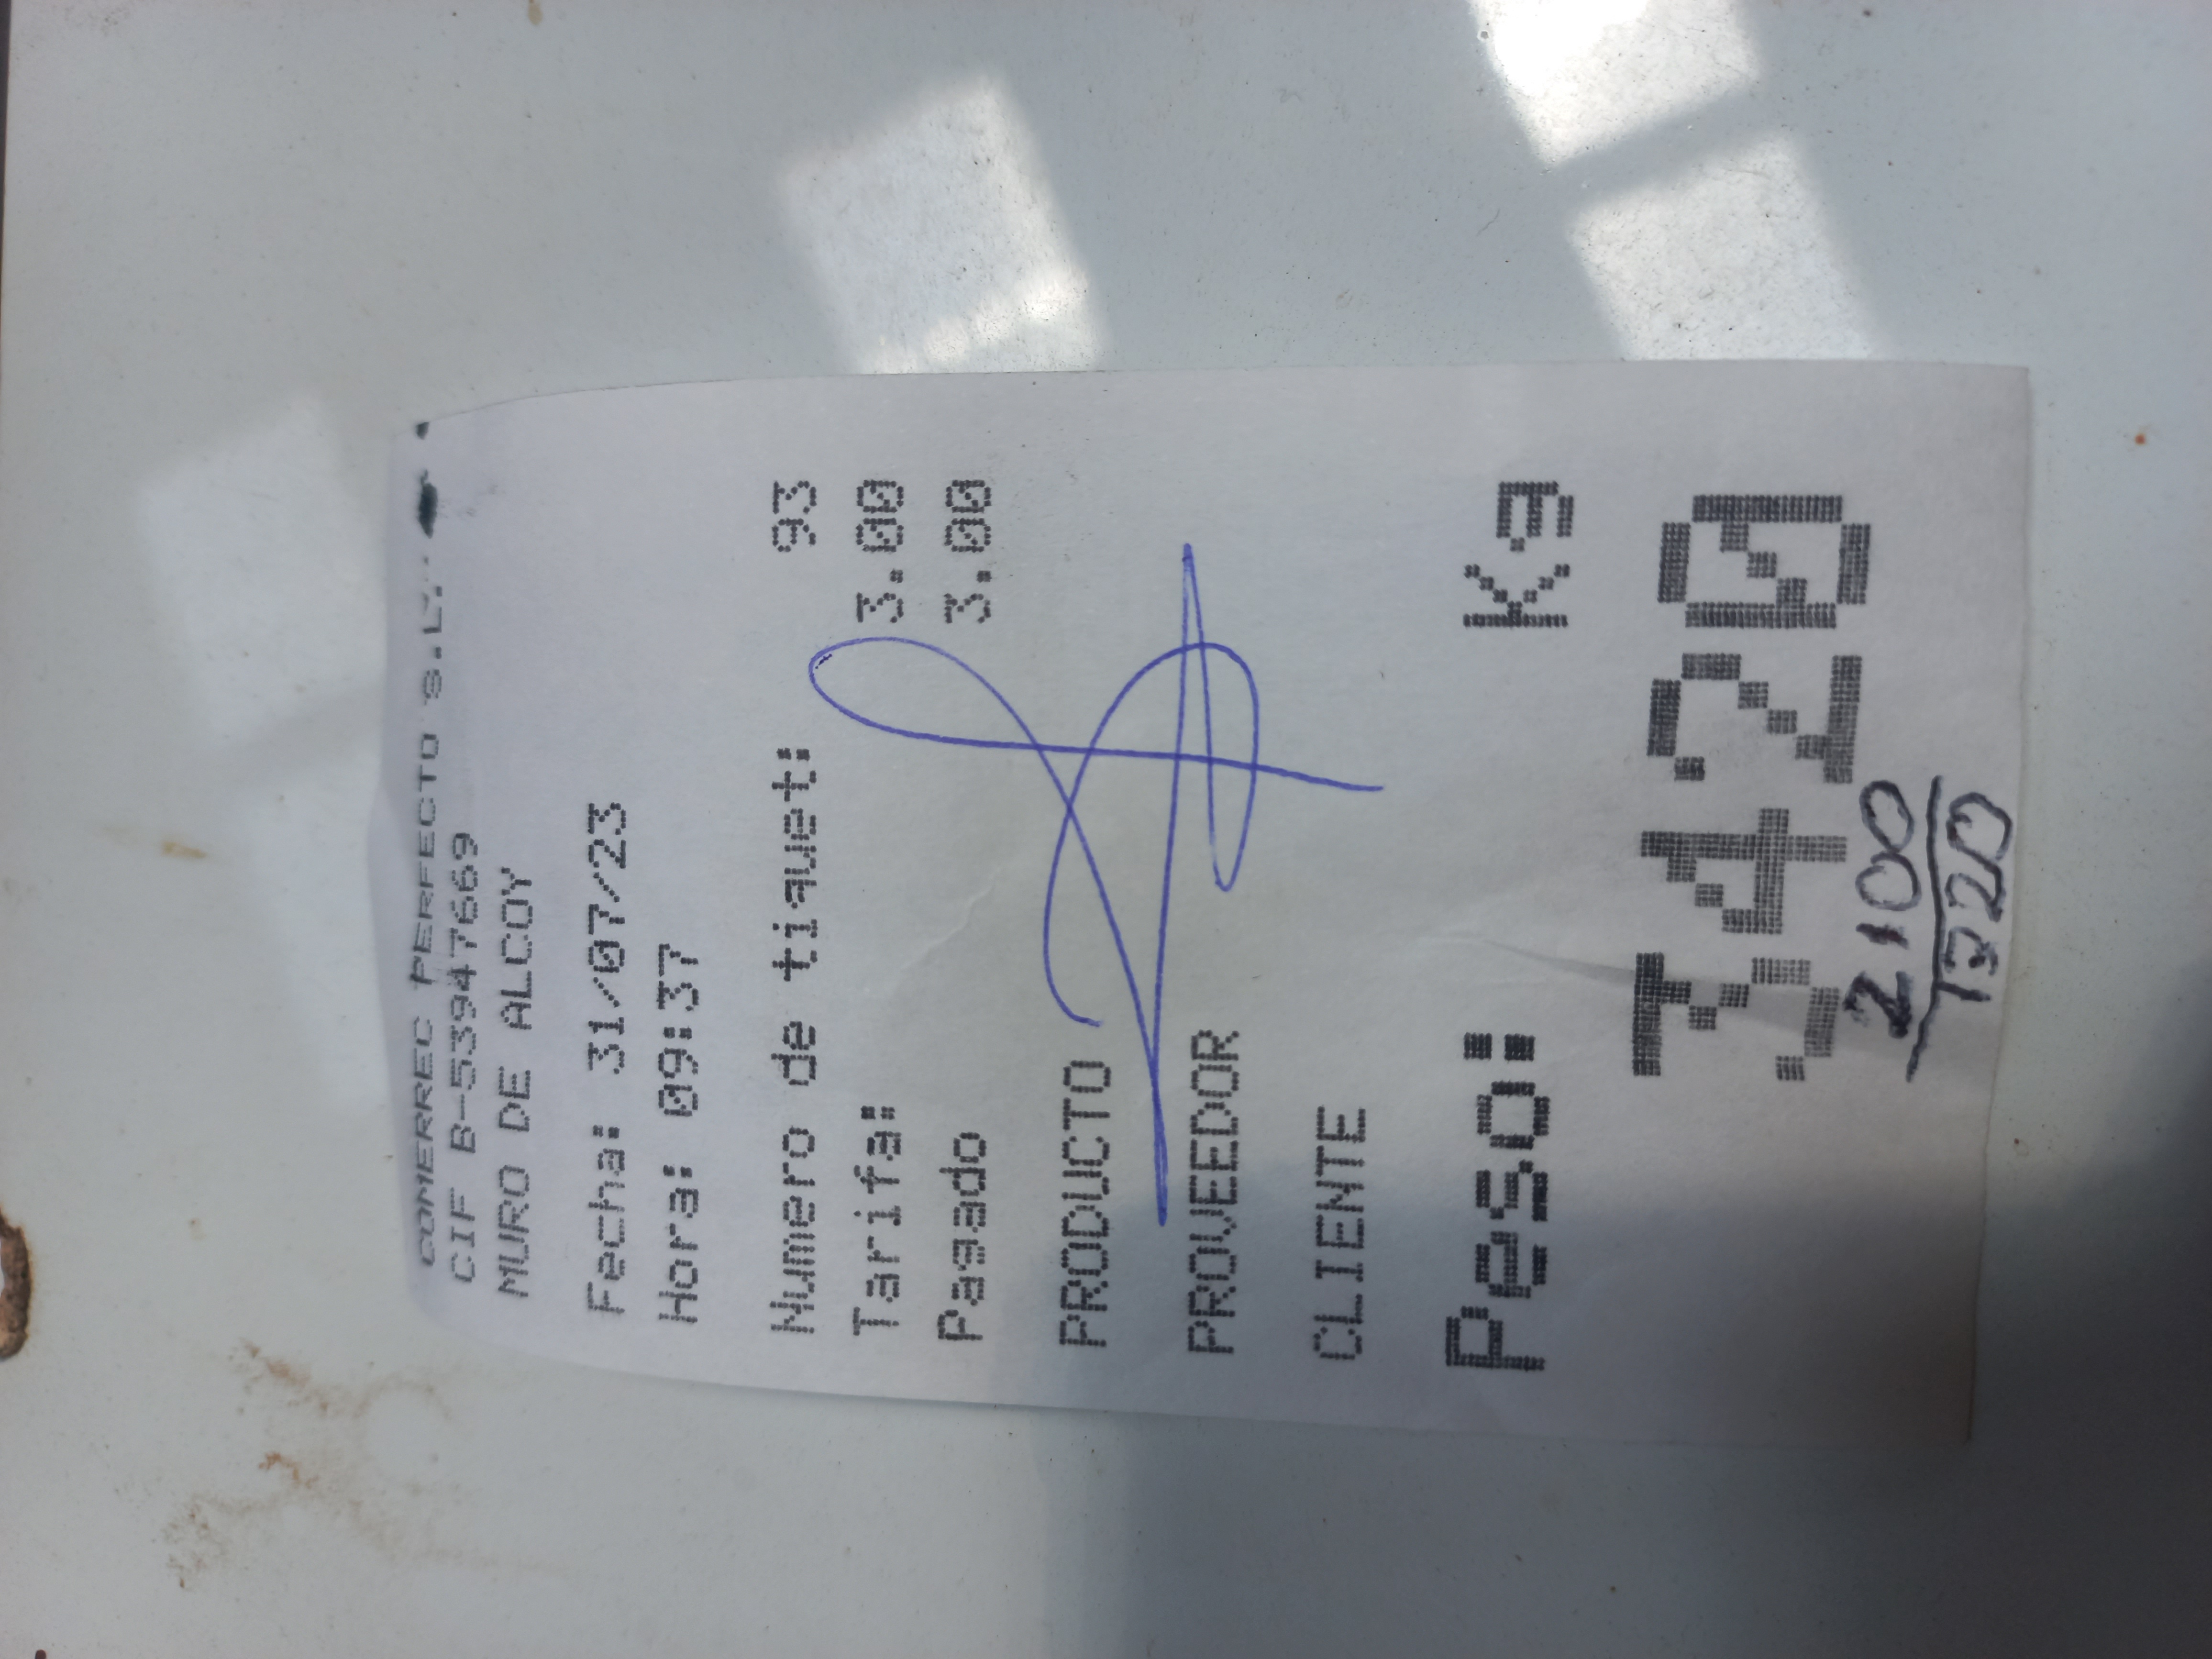 COMERREC PERFECTO S.L.
CIF B-53947669
MURO DE ALCOY
Fecha: 31/07/23
Hora: 09:37
Numero de tiquet: 93
Tarifa: 3.00
Pagado 3.00
PRODUCTO
PROVEEDOR
CLIENTE
Peso: Kg
3420
2100
1320